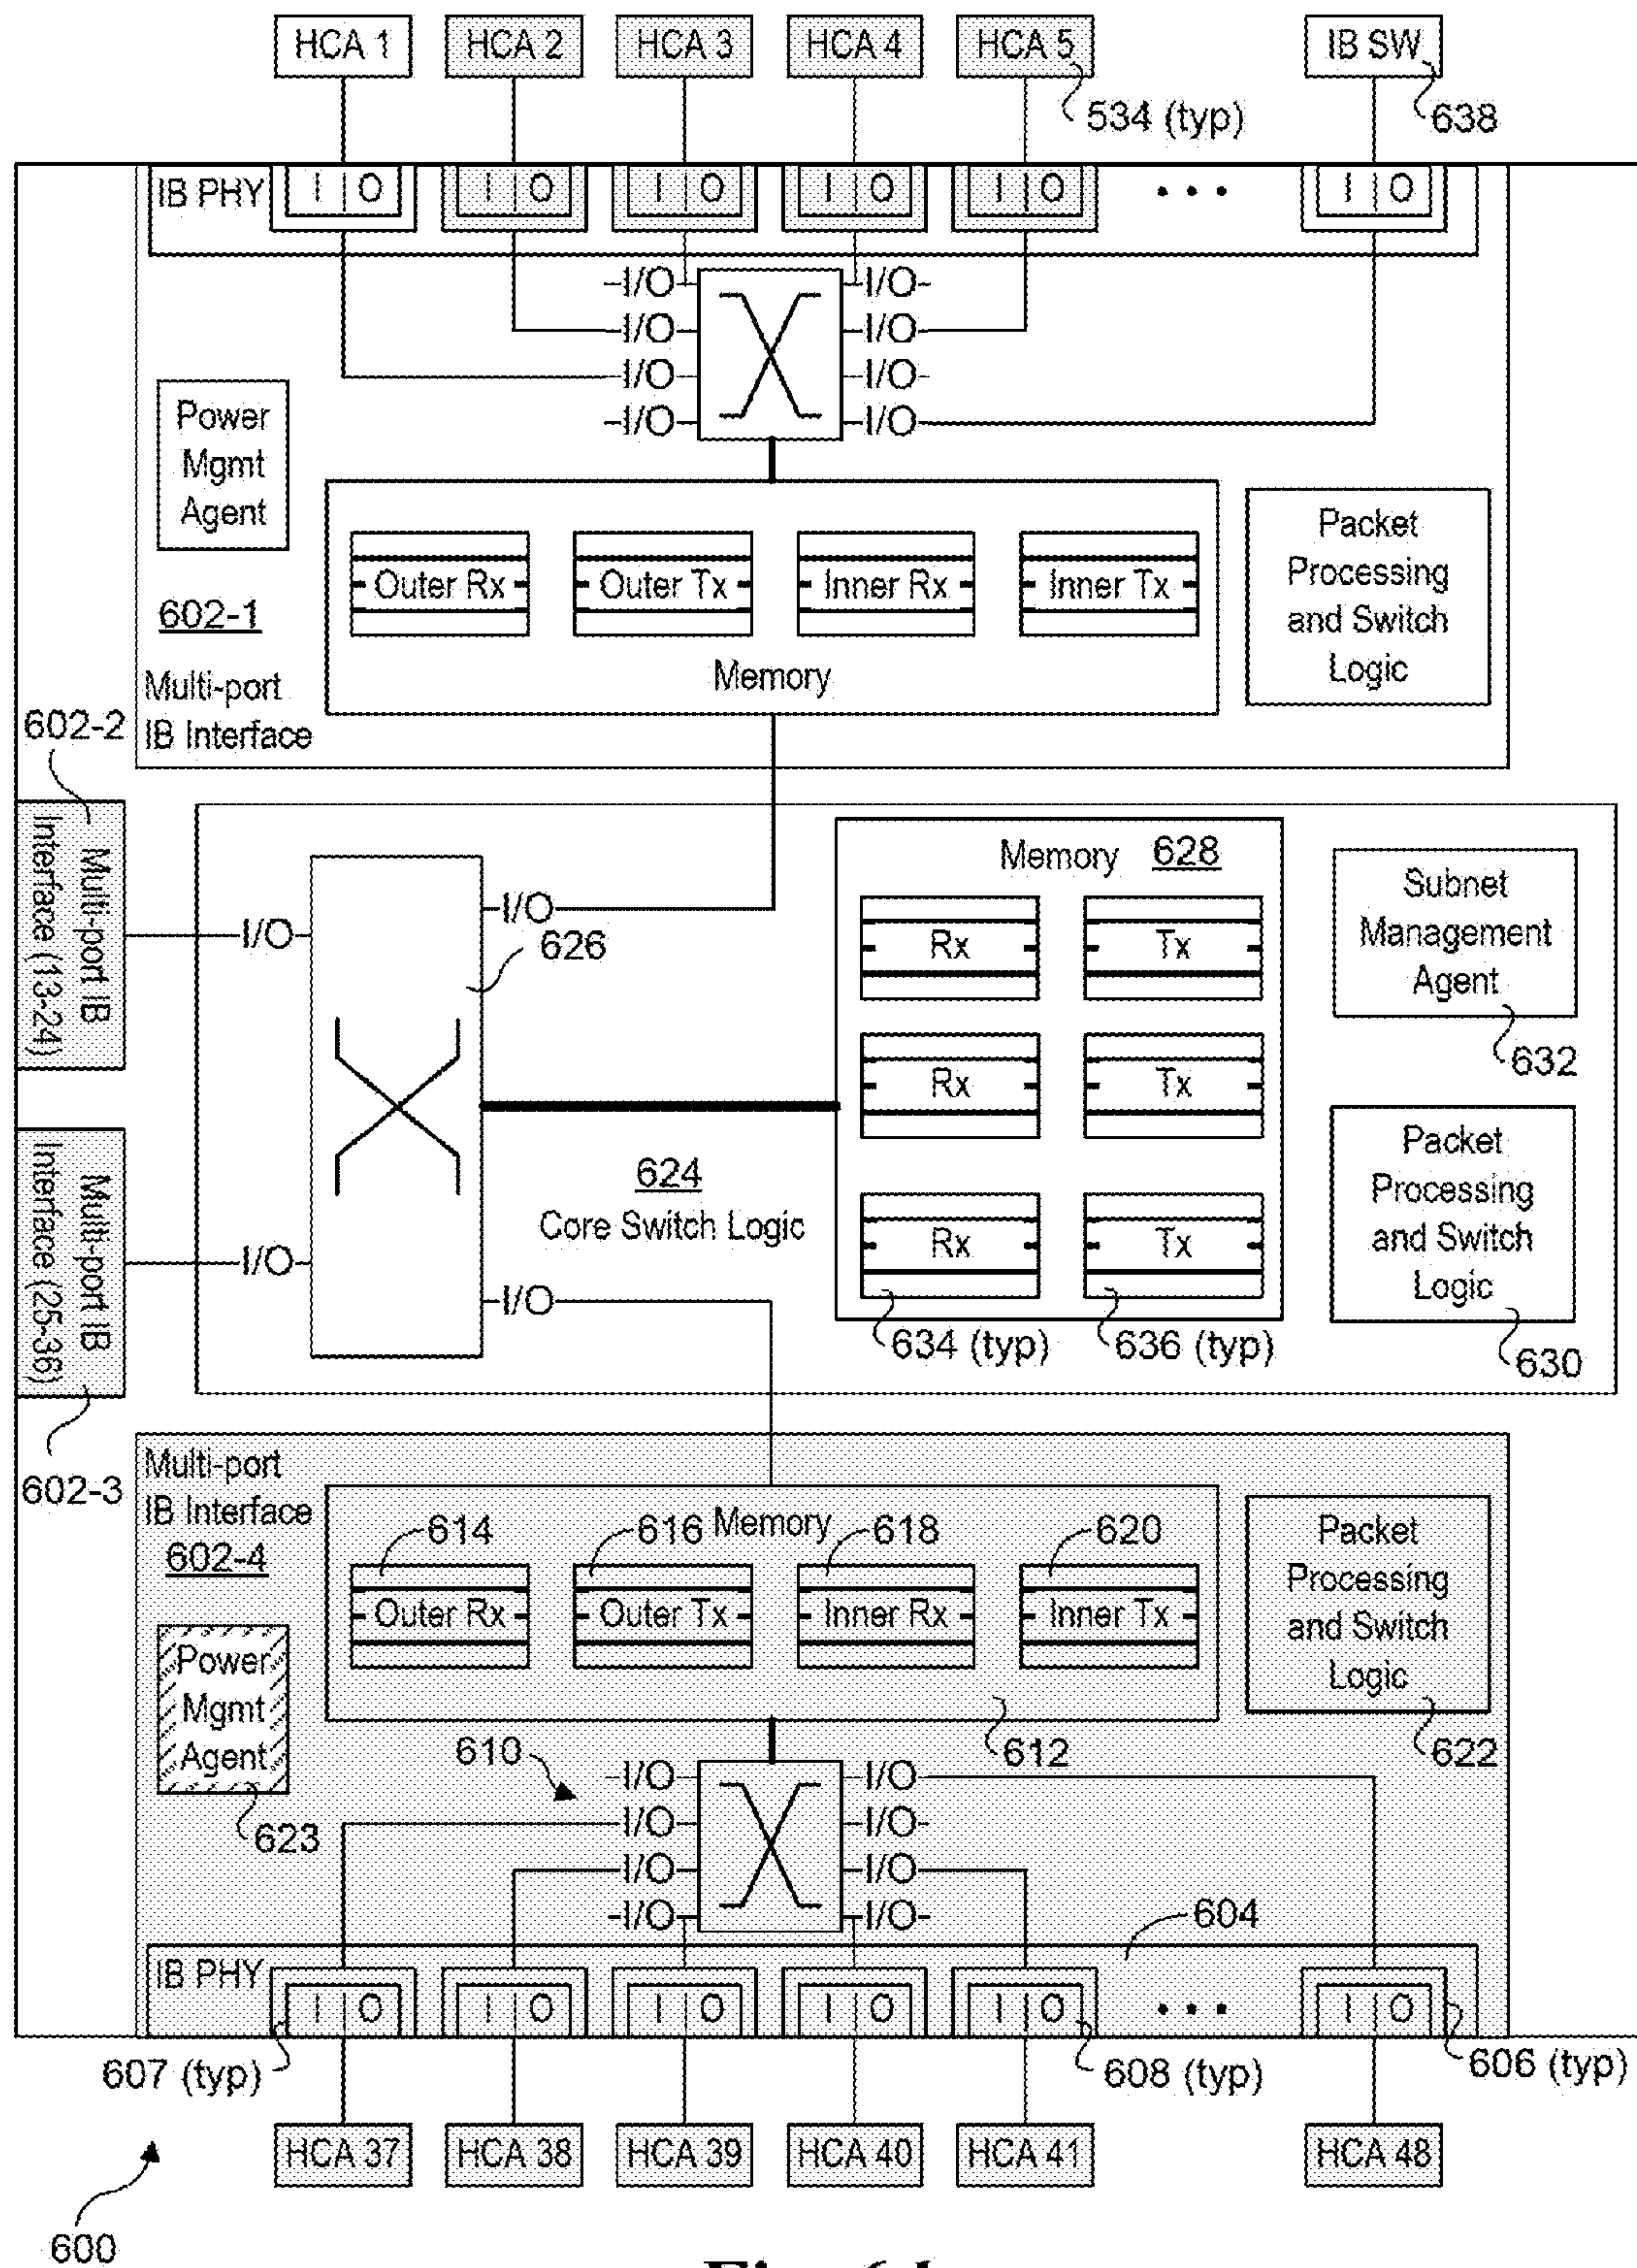 HCA 1 HCA 2 HCA 3 HCA 4 HCA 5 IB SW
534 (typ) 638
IB PHY I O I O I O I O I O • • • I O
I/O I/O
I/O I/O
I/O I/O
I/O I/O
Power
Mgmt
Agent
Outer Rx Outer Tx Inner Rx Inner Tx
Memory
Packet
Processing
and Switch
Logic
602-1
Multi-port
IB Interface
602-2
Multi-port IB
Interface (13-24)
I/O
I/O
626
Memory 628
Rx Tx
Rx Tx
Rx Tx
634 (typ) 636 (typ)
Subnet
Management
Agent
632
Packet
Processing
and Switch
Logic
630
624
Core Switch Logic
Multi-port IB
Interface (25-36)
I/O
I/O
602-3
Multi-port
IB Interface
602-4
614 616 Memory 618 620
Outer Rx Outer Tx Inner Rx Inner Tx
612
Packet
Processing
and Switch
Logic
622
Power
Mgmt
Agent
623
610
I/O I/O
I/O I/O
I/O I/O
I/O I/O
604
IB PHY I O I O I O I O I O • • • I O
607 (typ) 608 (typ) 606 (typ)
HCA 37 HCA 38 HCA 39 HCA 40 HCA 41 HCA 48
600